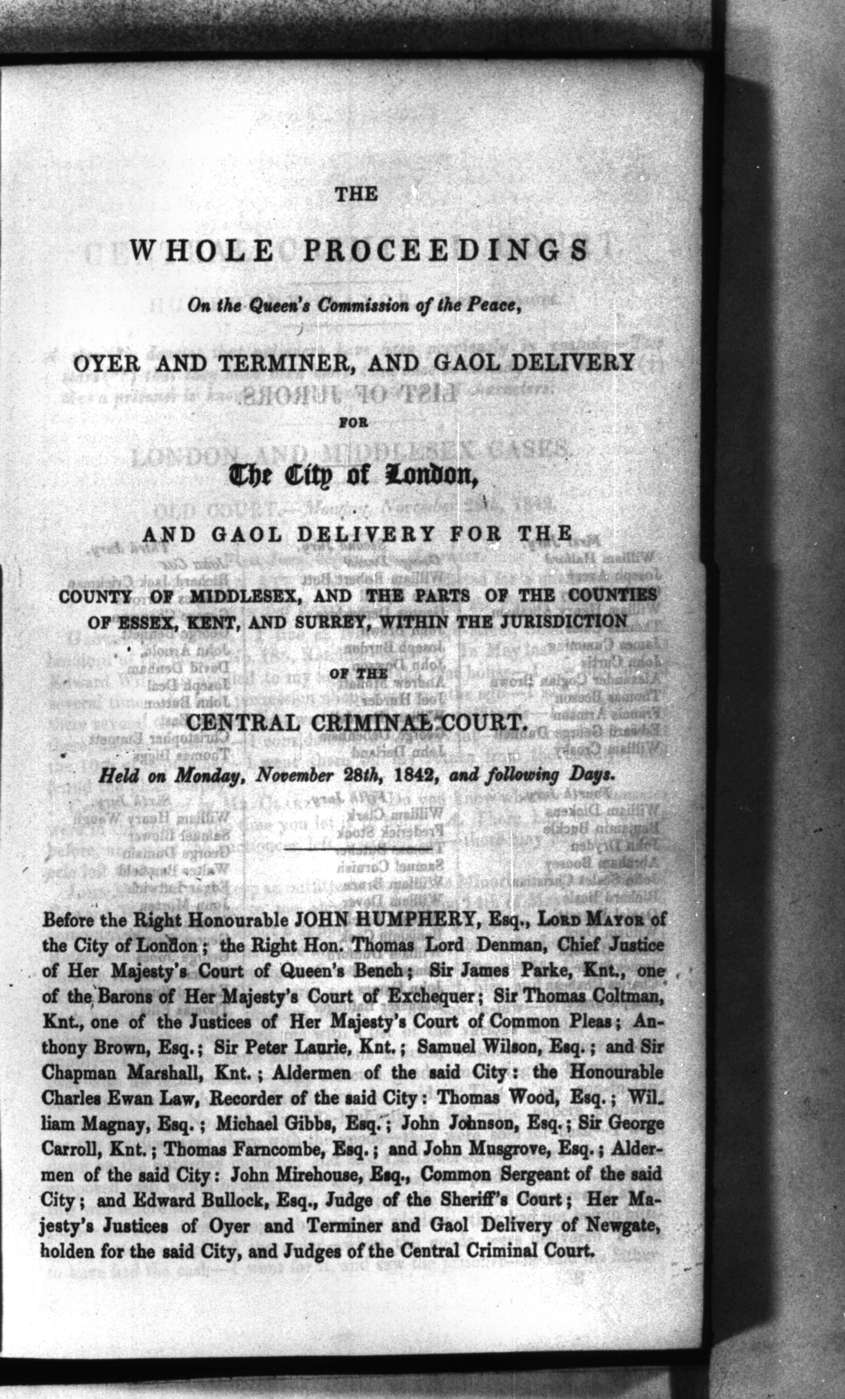 THE
WHOLE PROCEEDINGS
On the Queen's Commission of the Peace,
OYER AND TERMINER, AND GAOL DELIVERY
FOR
The City of London,
AND GAOL DELIVERY FOR THE
COUNTY OF MIDDLESEX, AND THE PARTS OF THE COUNTIES
OF ESSEX, KENT, AND SURREY, WITHIN THE JURISDICTION
OF THE
CENTRAL CRIMINAL COURT.
Held on Monday, November 28th, 1842, and following Days.
Before the Right Honourable JOHN HUMPHERY, Esq., LORD MAYOR of
the City of London; the Right Hon. Thomas Lord Denman, Chief Justice
of Her Majesty's Court of Queen's Bench; Sir James Parke, Knt., one
of the Barons of Her Majesty's Court of Exchequer; Sir Thomas Coltman,
Knt., one of the Justices of Her Majesty's Court of Common Pleas; An-
thony Brown, Esq.; Sir Peter Laurie, Knt.; Samuel Wilson, Esq.; and Sir
Chapman Marshall, Knt.; Aldermen of the said City: the Honourable
Charles Ewan Law, Recorder of the said City: Thomas Wood, Esq.; Wil-
liam Magnay, Esq.; Michael Gibbs, Esq.; John Johnson, Esq.; Sir George
Carroll, Knt.; Thomas Farncombe, Esq.; and John Musgrove, Esq.; Alder-
men of the said City: John Mirehouse, Esq., Common Sergeant of the said
City; and Edward Bullock, Esq., Judge of the Sheriff's Court; Her Ma-
jesty's Justices of Oyer and Terminer and Gaol Delivery of Newgate,
holden for the said City, and Judges of the Central Criminal Court.